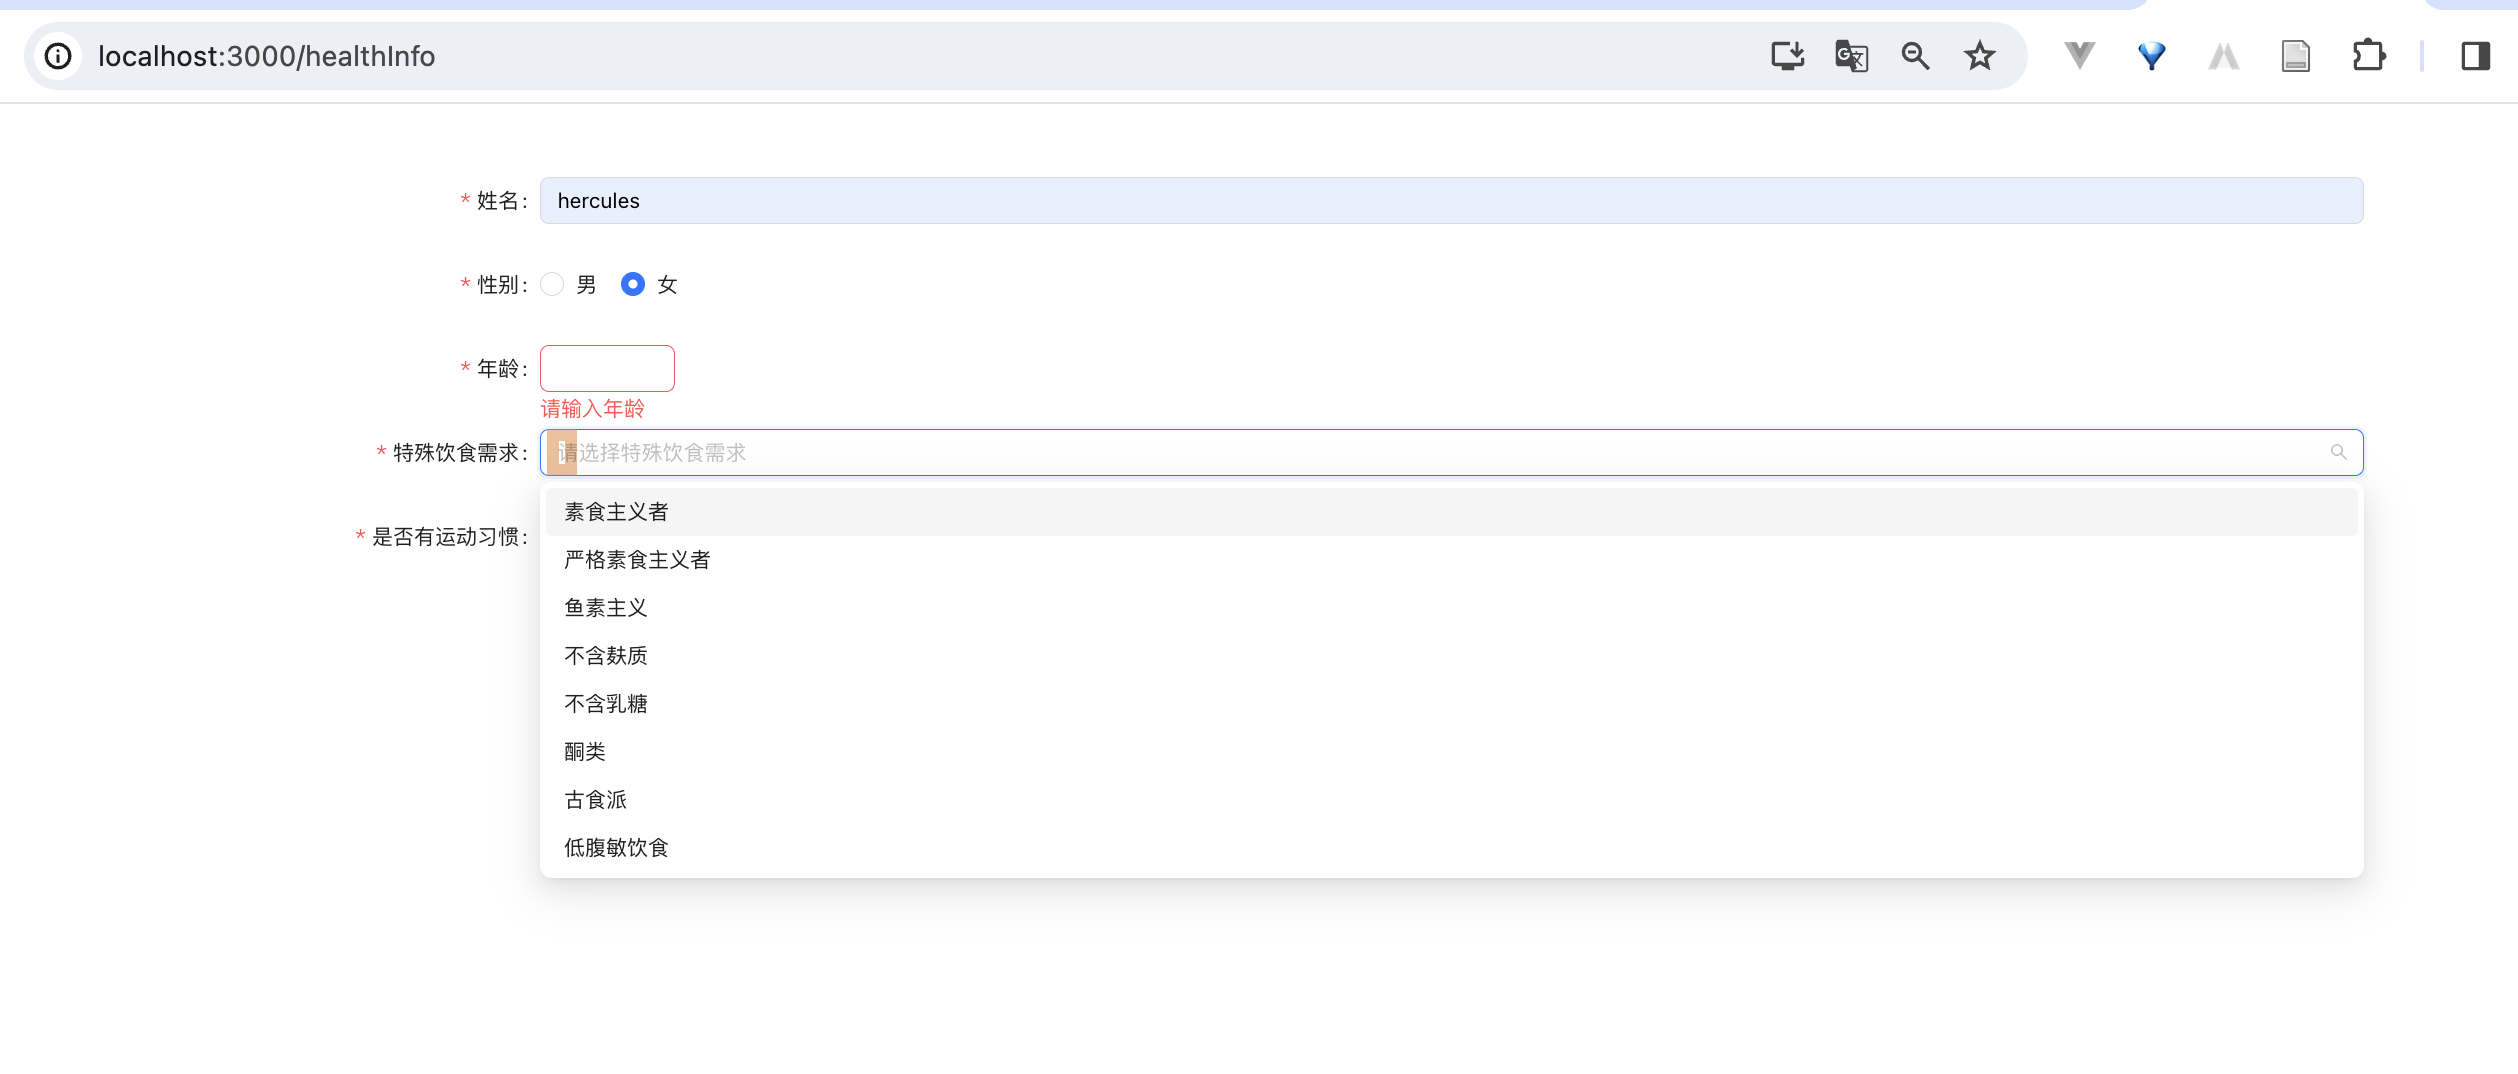 localhost:3000/healthInfo
* 姓名: hercules
* 性别: 男 女
* 年龄:
请输入年龄
* 特殊饮食需求: 请选择特殊饮食需求
素食主义者
* 是否有运动习惯:
严格素食主义者
鱼素主义
不含麸质
不含乳糖
酮类
古食派
低腹敏饮食